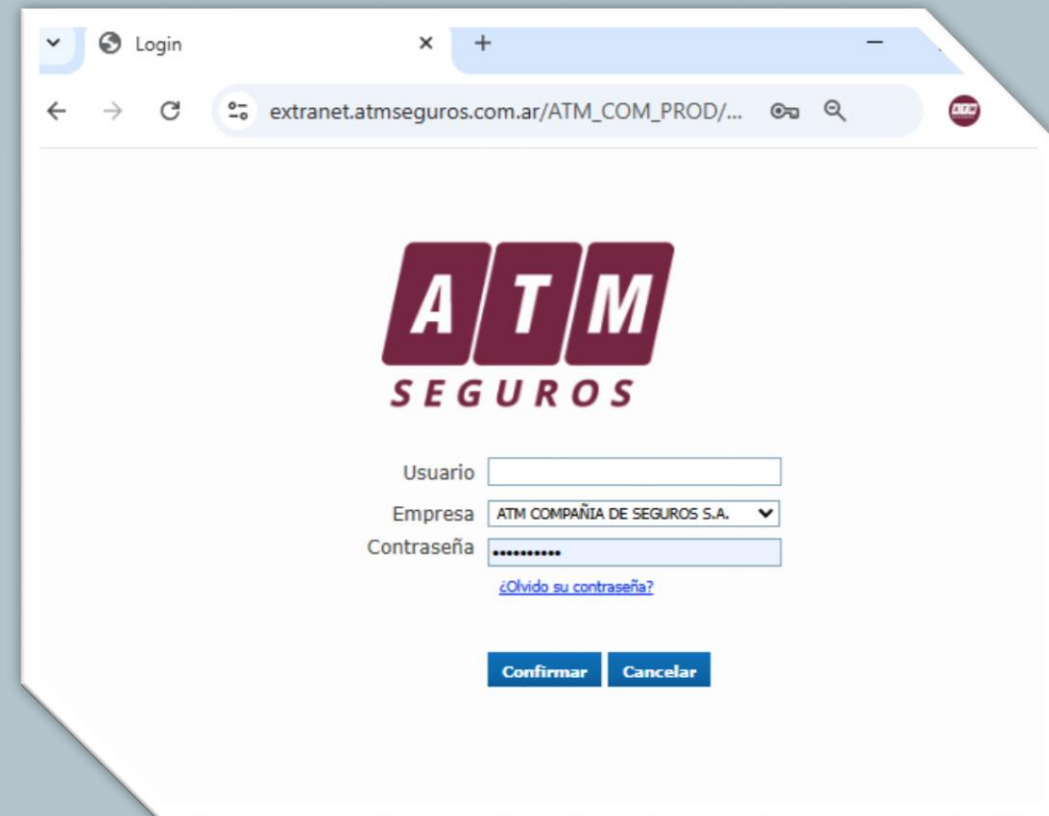 Login
extranet.atmseguros.com.ar/ATM_COM_PROD/...
ATM
SEGUROS
Usuario
Empresa ATM COMPAÑIA DE SEGUROS S.A.
Contraseña ••••••••••
¿Olvido su contraseña?
Confirmar Cancelar